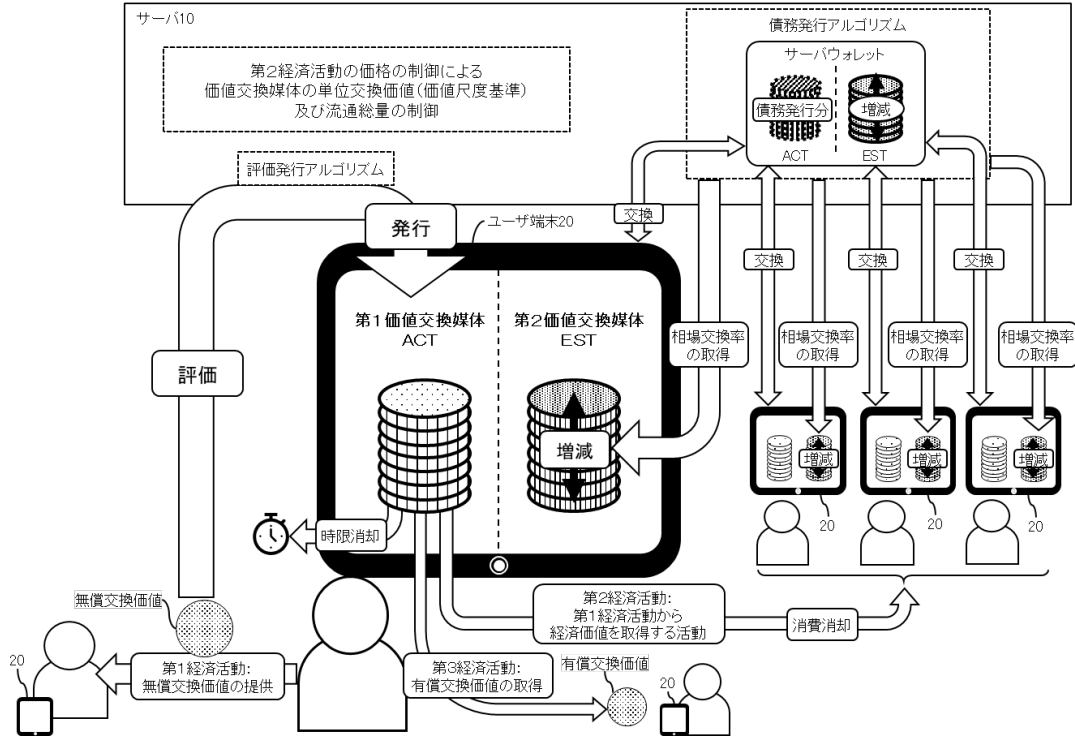 サーバ10
第2経済活動の価格の制御による
価値交換媒体の単位交換価値(価値尺度基準)
及び流通総量の制御
債務発行アルゴリズム
サーバウォレット
債務発行分
増減
ACT
EST
評価発行アルゴリズム
発行
ユーザ端末20
交換
交換
交換
交換
第1価値交換媒体
ACT
第2価値交換媒体
EST
相場交換率
の取得
相場交換率
の取得
相場交換率
の取得
相場交換率
の取得
評価
増減
増減
増減
増減
20
20
20
時限消却
第2経済活動:
第1経済活動から
経済価値を取得する活動
消費消却
無償交換価値
20
第1経済活動:
無償交換価値の提供
第3経済活動:
有償交換価値の取得
有償交換価値
20